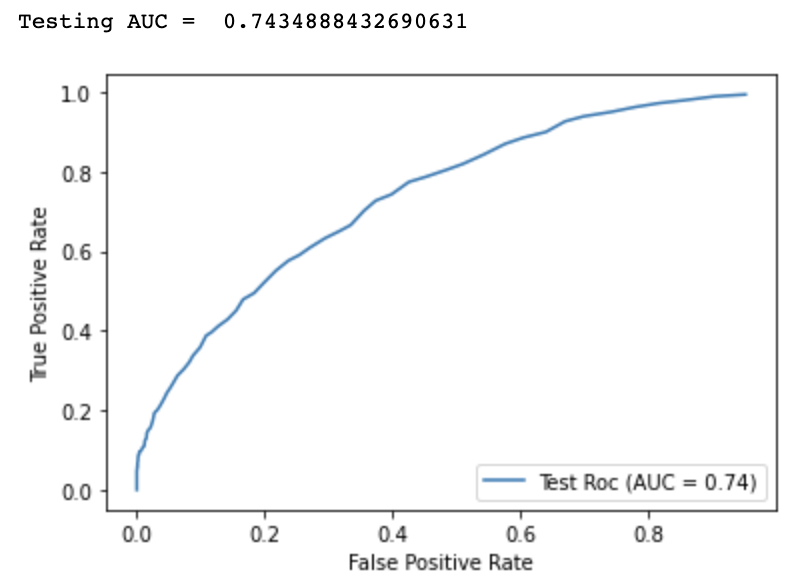 Testing AUC =  0.7434888432690631
1.0
0.8
0.6
0.4
0.2
0.0
True Positive Rate
Test Roc (AUC = 0.74)
0.0 0.2 0.4 0.6 0.8
False Positive Rate